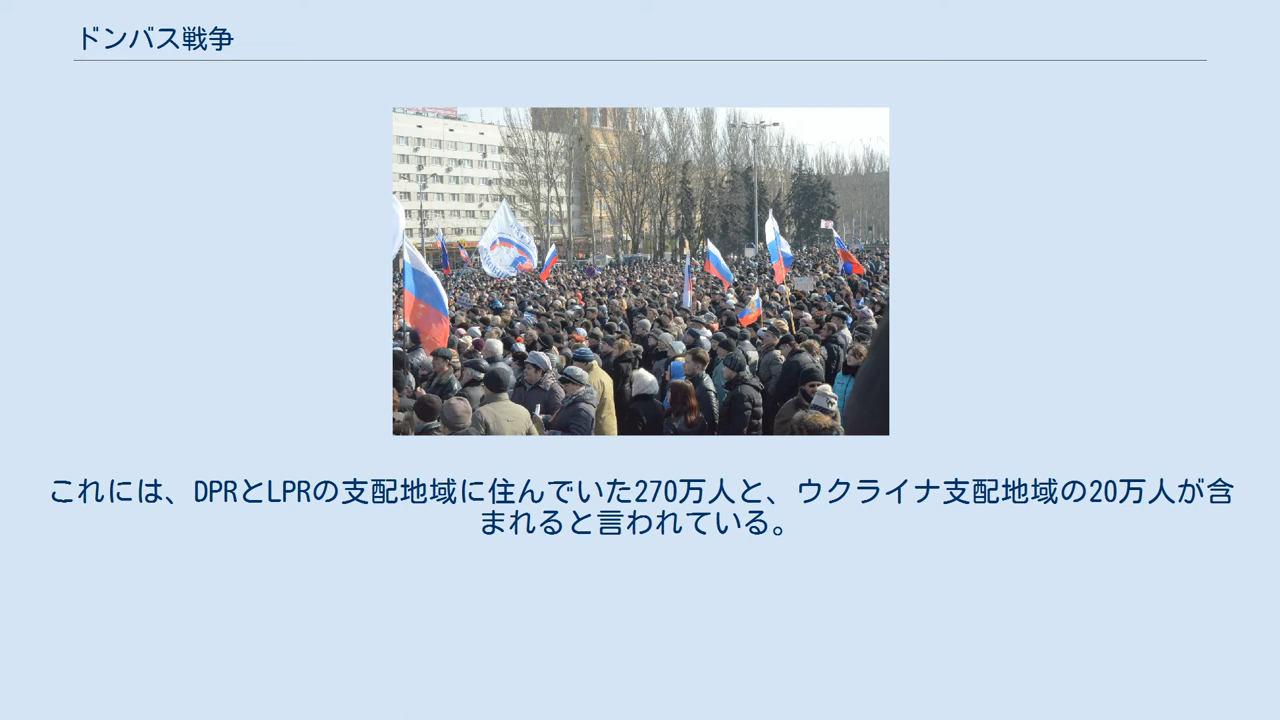 ドンバス戦争
これには、DPRとLPRの支配地域に住んでいた270万人と、ウクライナ支配地域の20万人が含
まれると言われている。